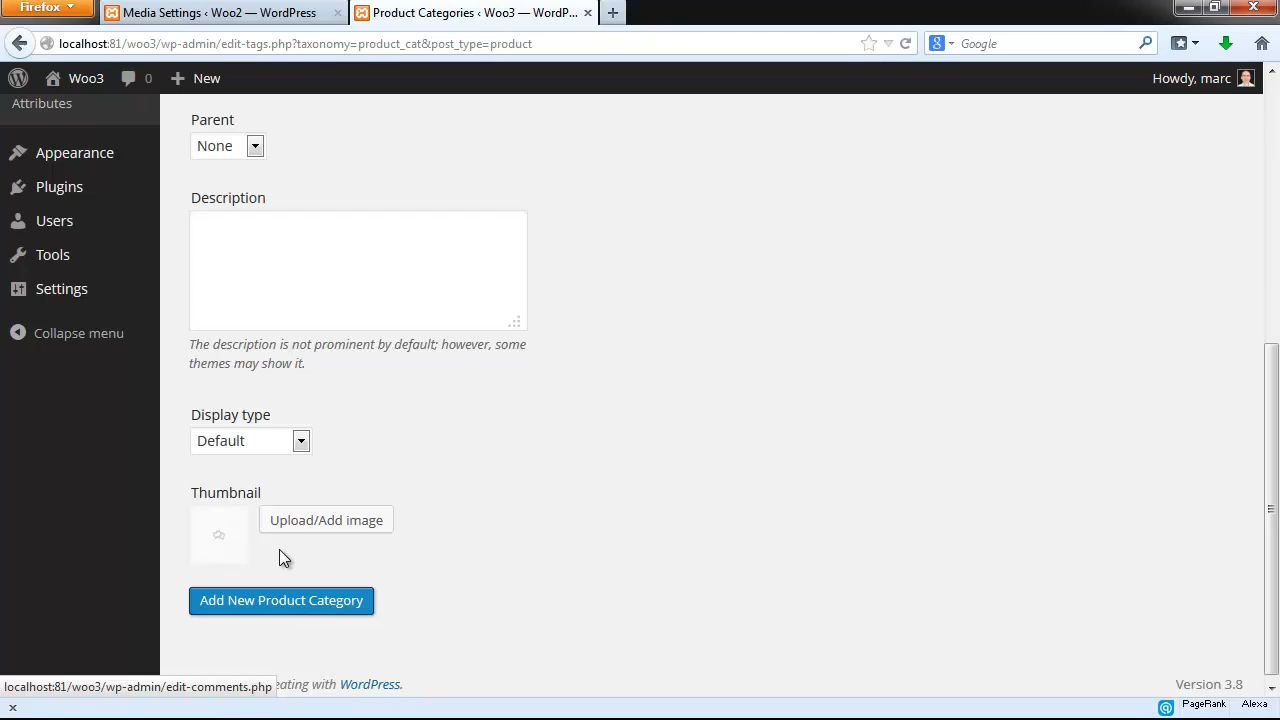 Firefox
Media Settings ‹ Woo2 — WordPress
Product Categories ‹ Woo3 — WordP...
localhost:81/woo3/wp-admin/edit-tags.php?taxonomy=product_cat&post_type=product
Google
Woo3
0
New
Howdy, marc
Attributes
Appearance
Plugins
Users
Tools
Settings
Collapse menu
Parent
None
Description
The description is not prominent by default; however, some
themes may show it.
Display type
Default
Thumbnail
Upload/Add image
Add New Product Category
localhost:81/woo3/wp-admin/edit-comments.php
eating with WordPress.
Version 3.8
PageRank
Alexa